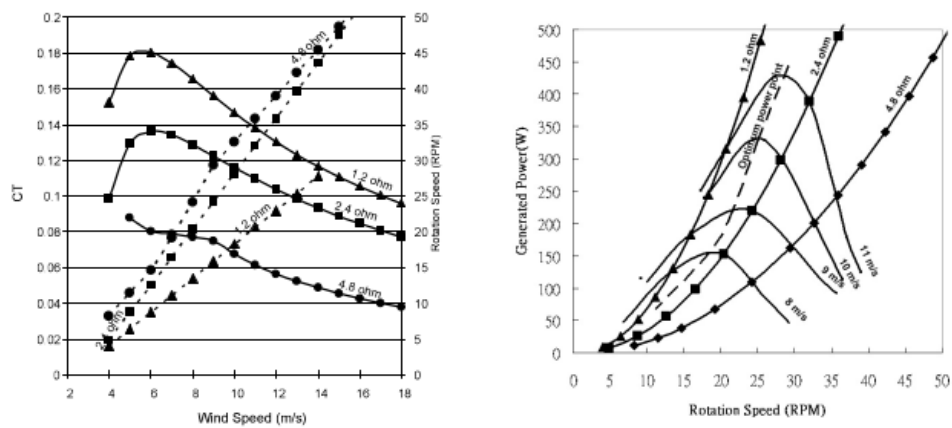 0.2
0.18
0.16
0.14
0.12
0.1
0.08
0.06
0.04
0.02
0
CT
50
45
40
35
30
25
20
15
10
5
0
Rotation Speed (RPM)
4.8 ohm
1.2 ohm
2.4 ohm
1.2 ohm
4.8 ohm
2 4 6 8 10 12 14 16 18
Wind Speed (m/s)
500
450
400
350
300
250
200
150
100
50
0
Generated Power(W)
1.2 ohm
Optimum power point
2.4 ohm
4.8 ohm
11 m/s
10 m/s
9 m/s
8 m/s
0 5 10 15 20 25 30 35 40 45 50
Rotation Speed (RPM)